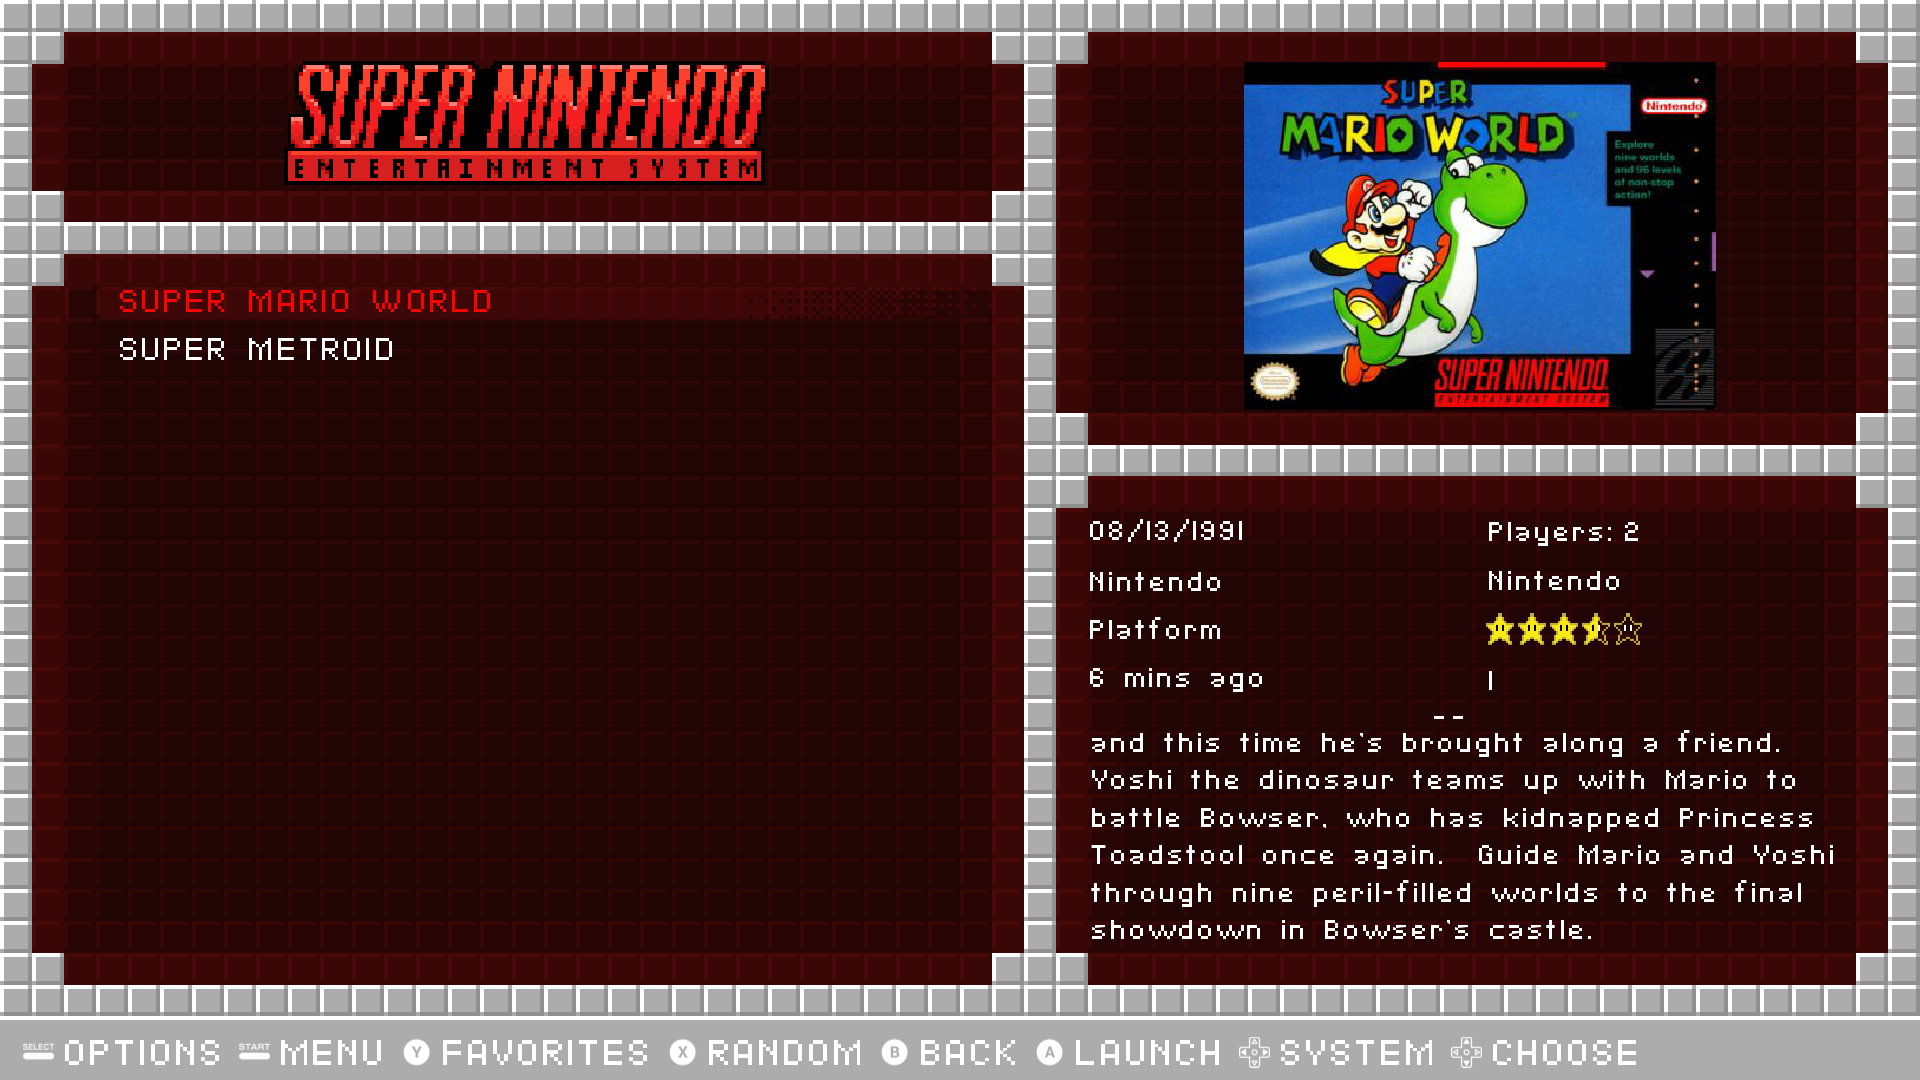 SUPER NINTENDO
ENTERTAINMENT SYSTEM
SUPER MARIO WORLD
SUPER METROID
SUPER
MARIO WORLD
Nintendo
Explore
nine worlds
and 96 levels
of non-stop
action!
SUPER NINTENDO
ENTERTAINMENT SYSTEM
08/13/1991
Players: 2
Nintendo
Nintendo
Platform
6 mins ago
1
--
and this time he's brought along a friend.
Yoshi the dinosaur teams up with Mario to
battle Bowser, who has kidnapped Princess
Toadstool once again. Guide Mario and Yoshi
through nine peril-filled worlds to the final
showdown in Bowser's castle.
SELECT OPTIONS START MENU Y FAVORITES X RANDOM B BACK A LAUNCH SYSTEM CHOOSE